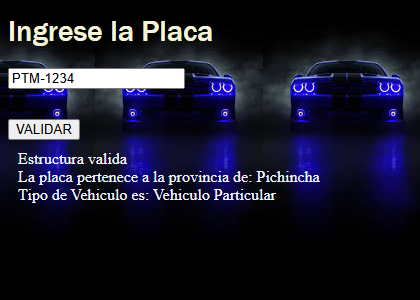 Ingrese la Placa
PTM-1234
VALIDAR
Estructura valida
La placa pertenece a la provincia de: Pichincha
Tipo de Vehiculo es: Vehiculo Particular